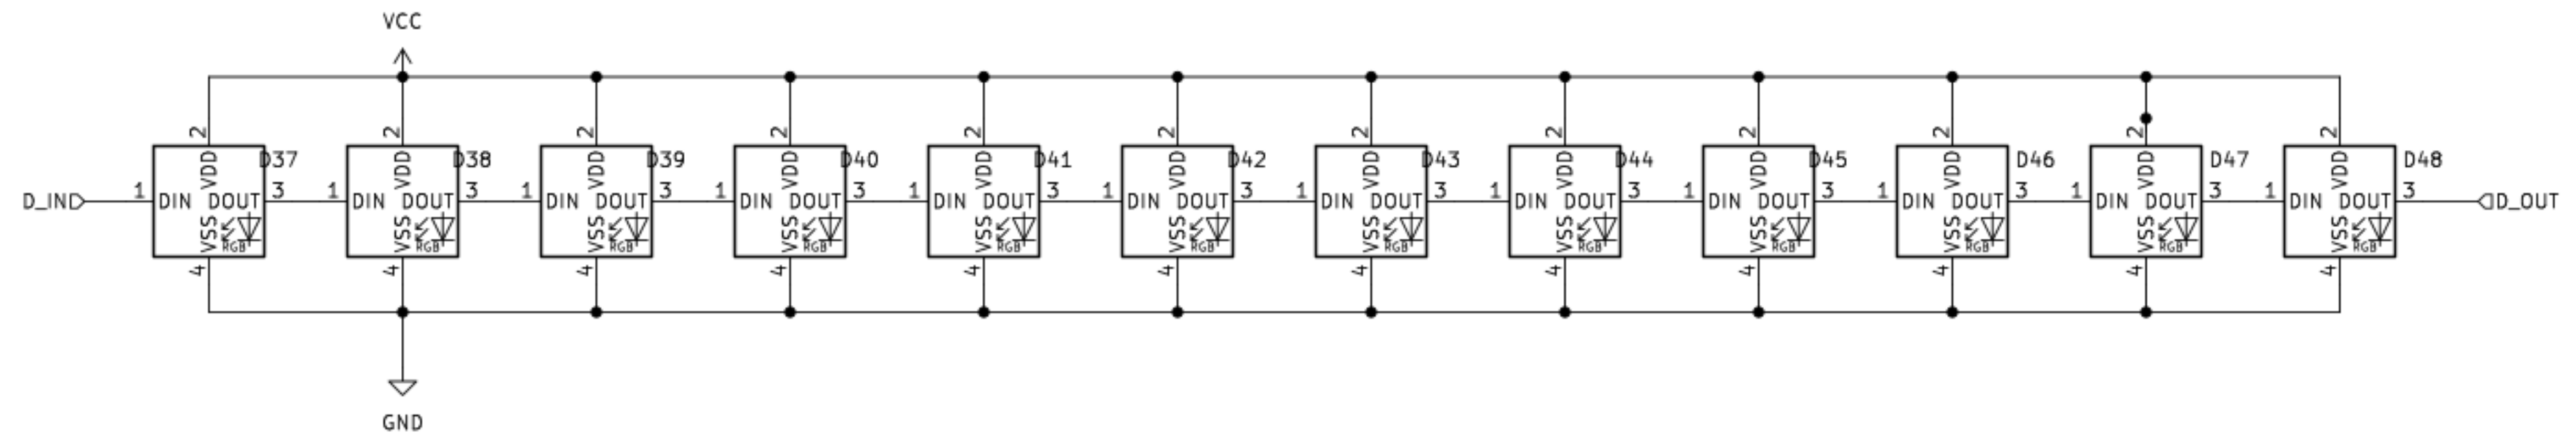 VCC
2 2 2 2 2 2 2 2 2 2 2 2
D37 D38 D39 D40 D41 D42 D43 D44 D45 D46 D47 D48
VDD VDD VDD VDD VDD VDD VDD VDD VDD VDD VDD VDD
D_IN 1 DIN DOUT 3 1 DIN DOUT 3 1 DIN DOUT 3 1 DIN DOUT 3 1 DIN DOUT 3 1 DIN DOUT 3 1 DIN DOUT 3 1 DIN DOUT 3 1 DIN DOUT 3 1 DIN DOUT 3 1 DIN DOUT 3 1 DIN DOUT 3 D_OUT
VSS VSS VSS VSS VSS VSS VSS VSS VSS VSS VSS VSS
RGB RGB RGB RGB RGB RGB RGB RGB RGB RGB RGB RGB
4 4 4 4 4 4 4 4 4 4 4 4
GND